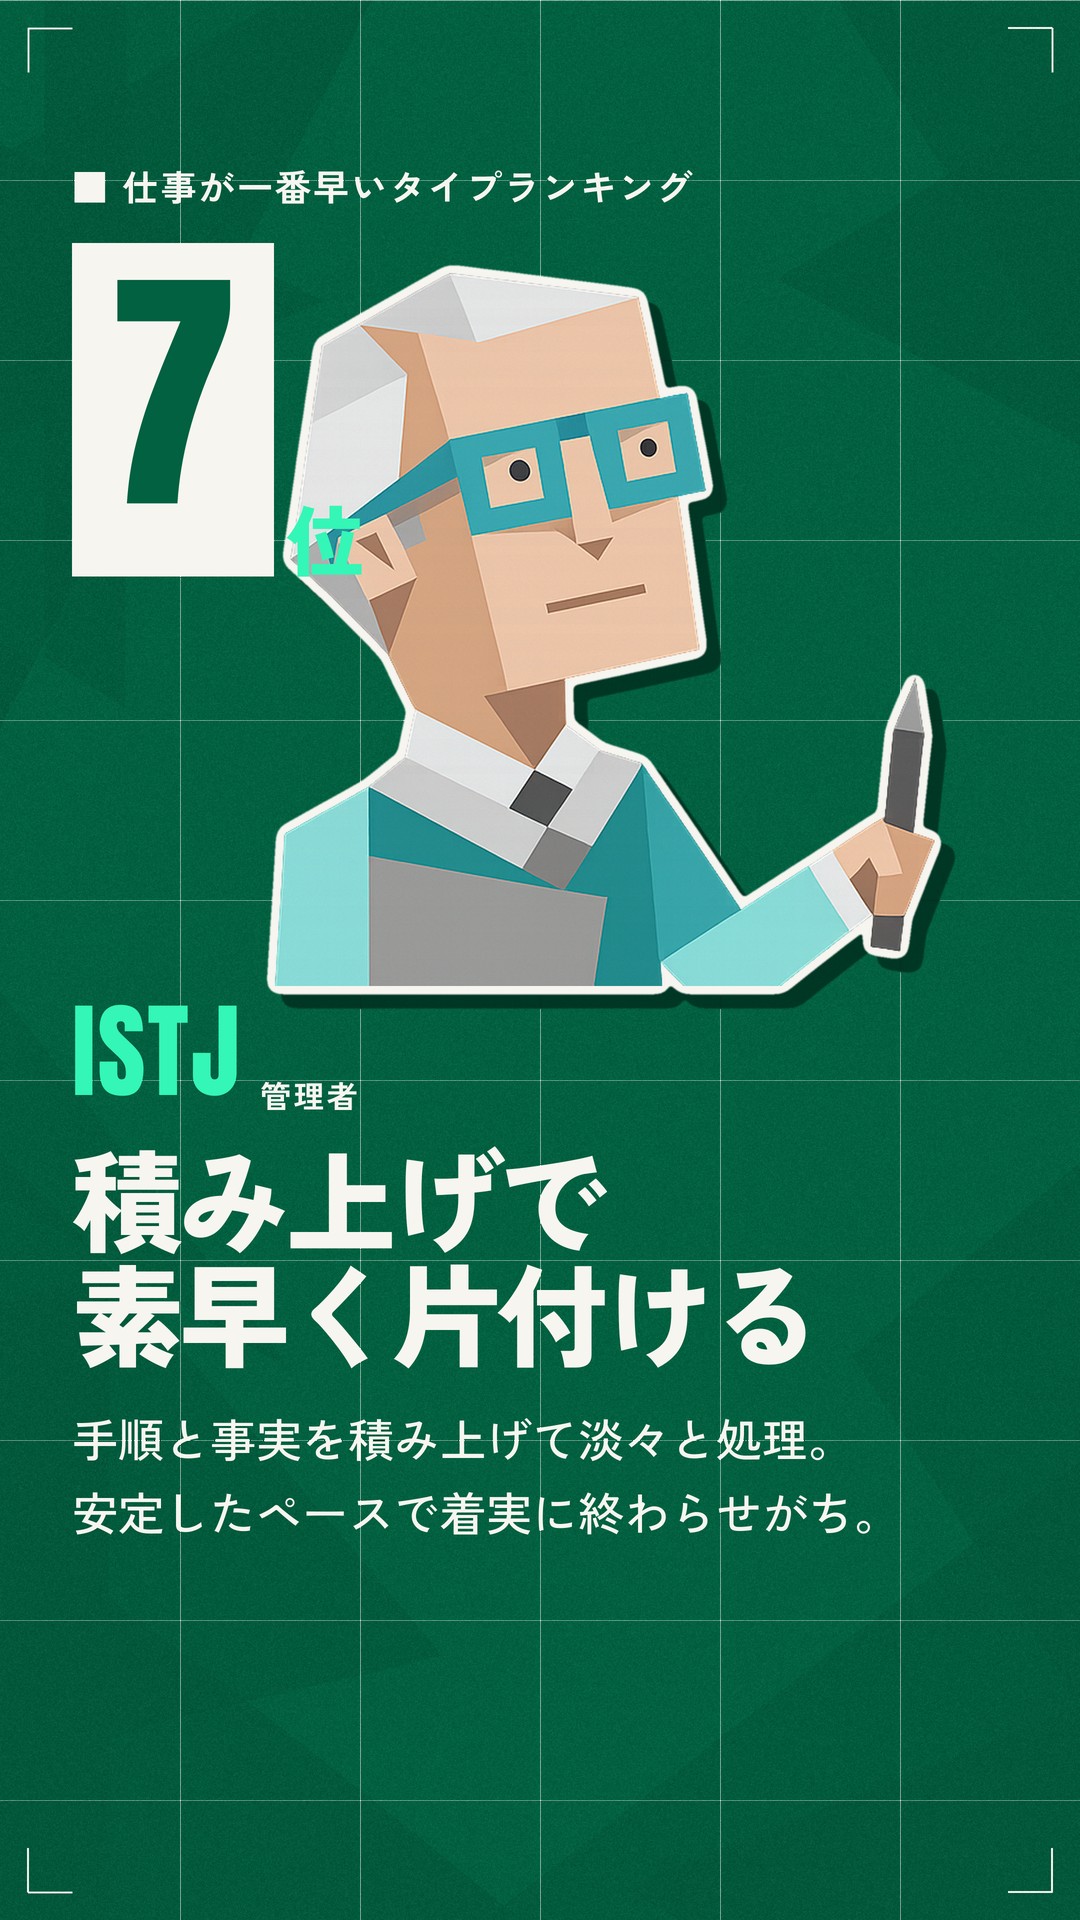 ■ 仕事が一番早いタイプランキング
7位
ISTJ 管理者
積み上げで
素早く片付ける
手順と事実を積み上げて淡々と処理。
安定したペースで着実に終わらせがち。